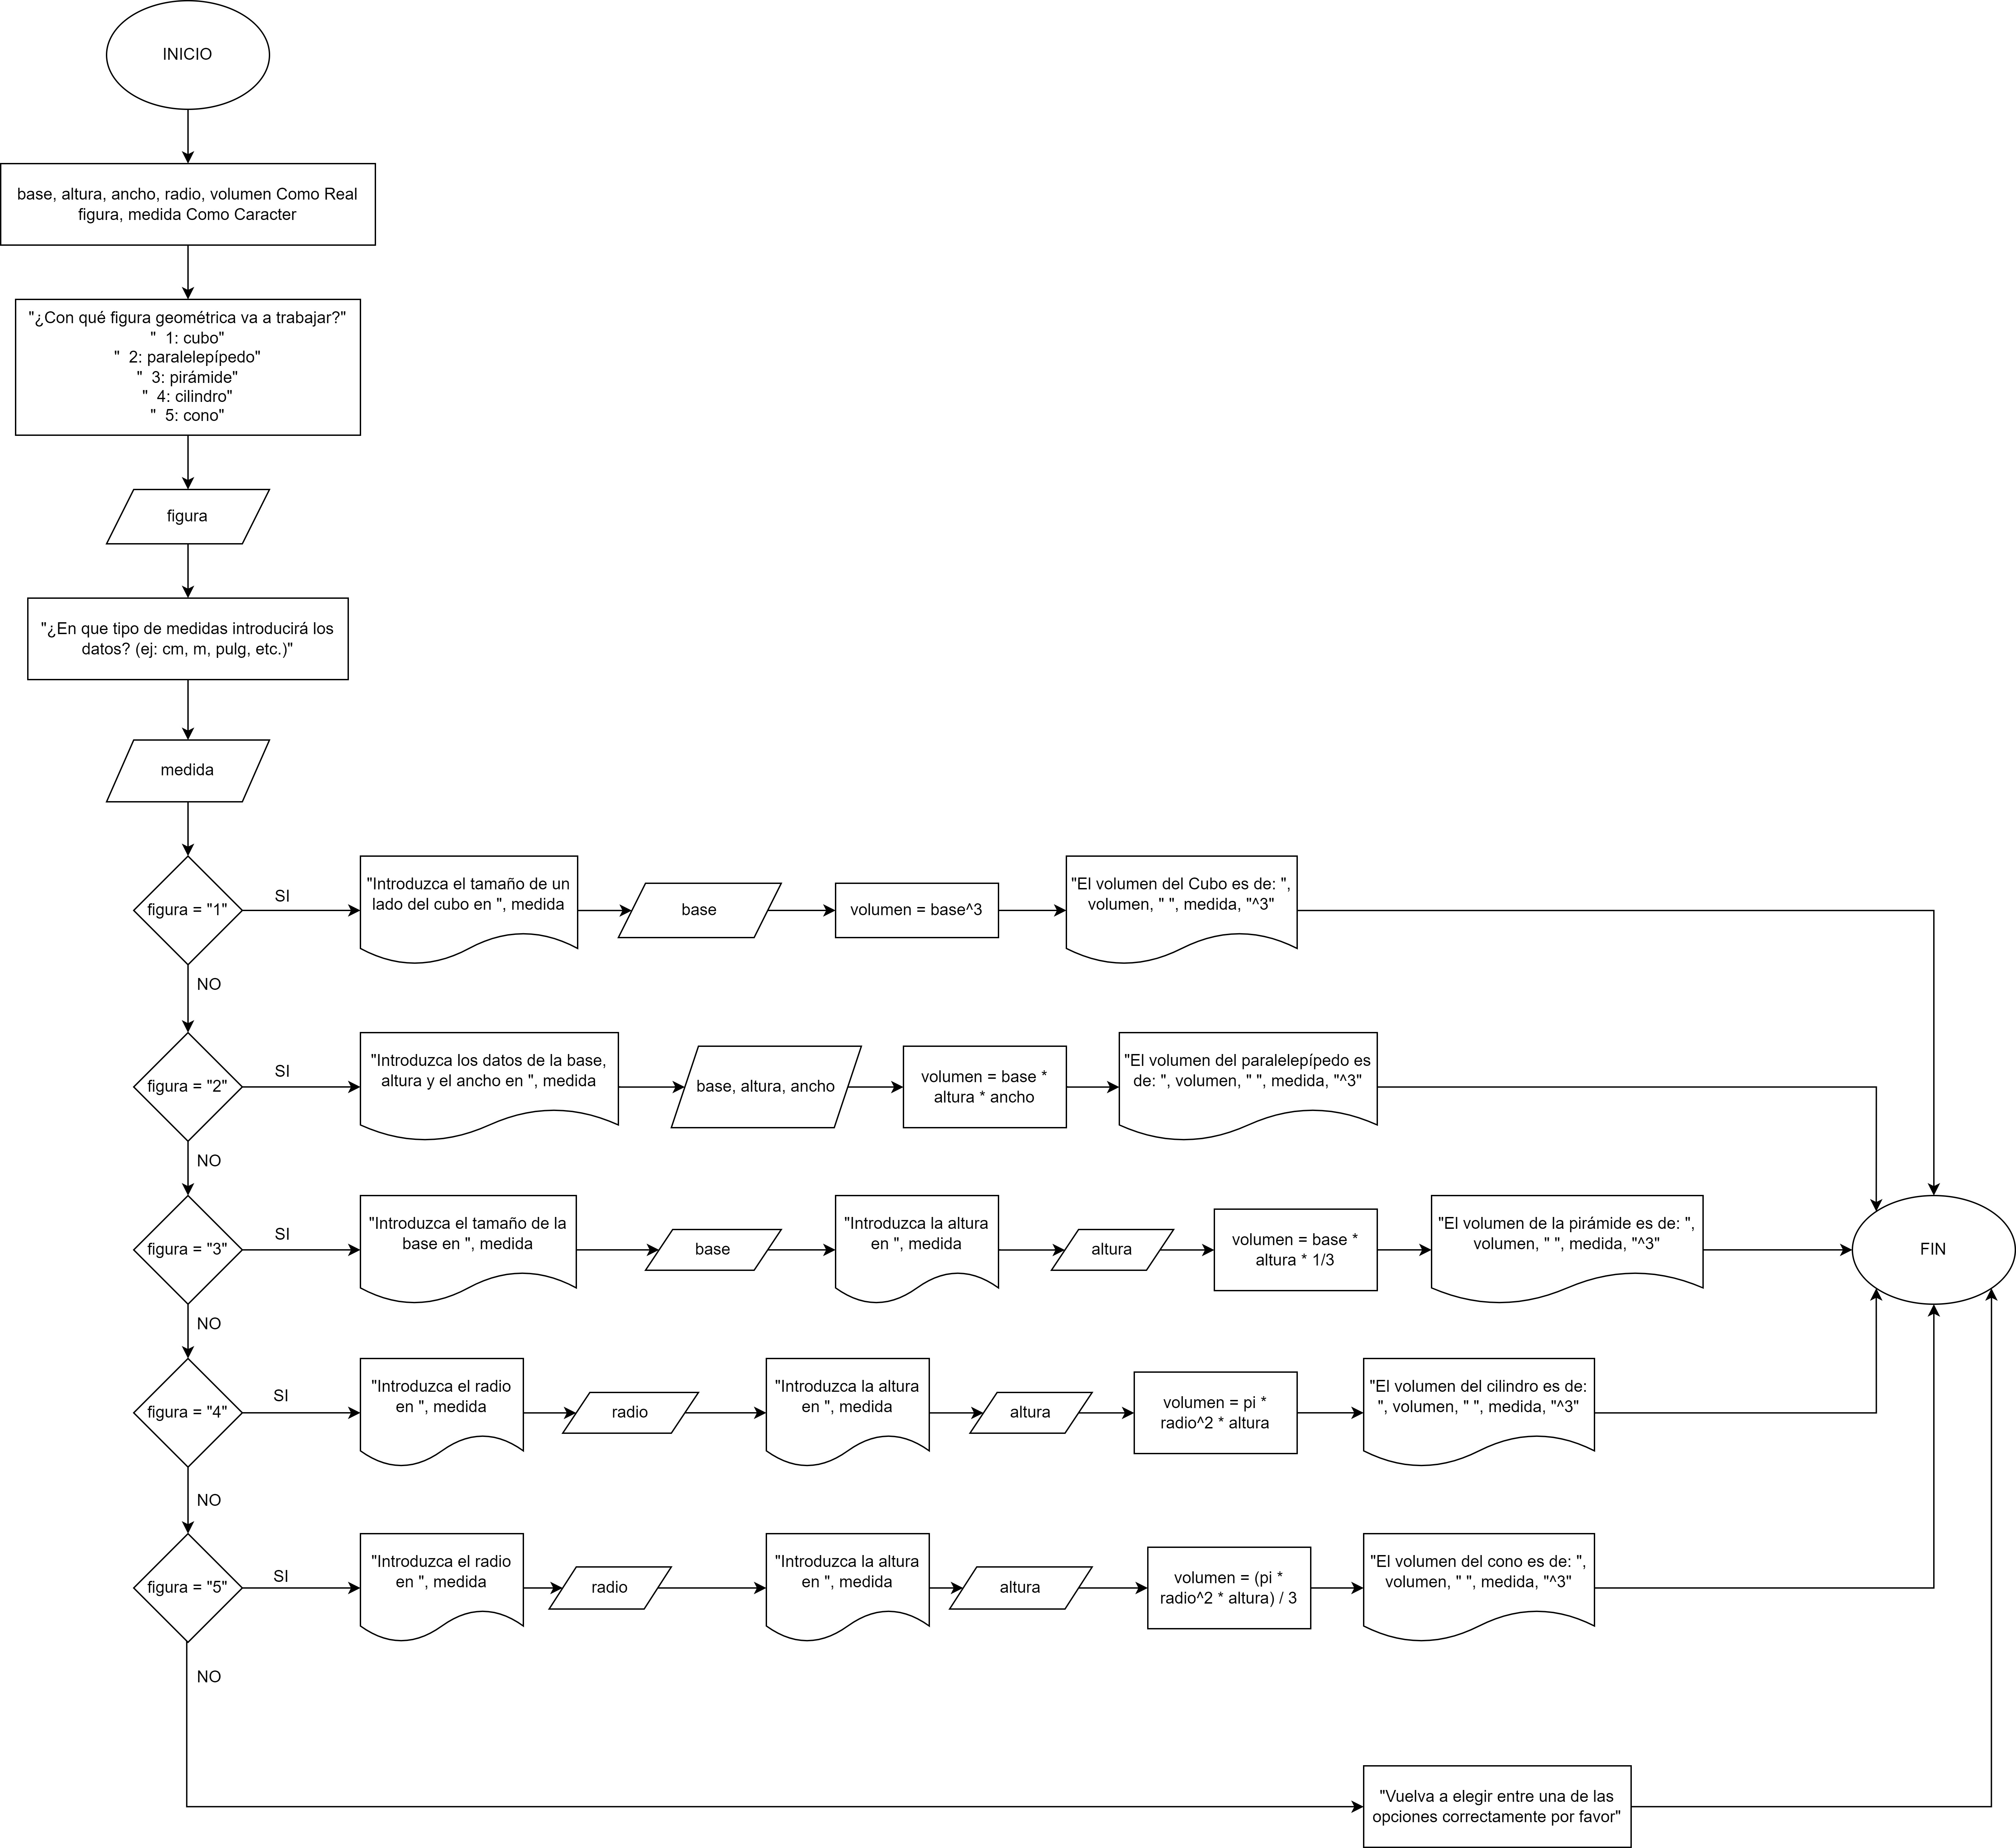 INICIO
base, altura, ancho, radio, volumen Como Real
figura, medida Como Caracter
"¿Con qué figura geométrica va a trabajar?"
"  1: cubo"
"  2: paralelepípedo"
"  3: pirámide"
"  4: cilindro"
"  5: cono"
figura
"¿En que tipo de medidas introducirá los
datos? (ej: cm, m, pulg, etc.)"
medida
figura = "1"
SI
"Introduzca el tamaño de un
lado del cubo en ", medida
base
volumen = base^3
"El volumen del Cubo es de: ",
volumen, " ", medida, "^3"
NO
figura = "2"
SI
"Introduzca los datos de la base,
altura y el ancho en ", medida
base, altura, ancho
volumen = base *
altura * ancho
"El volumen del paralelepípedo es
de: ", volumen, " ", medida, "^3"
NO
figura = "3"
SI
"Introduzca el tamaño de la
base en ", medida
base
"Introduzca la altura
en ", medida
altura
volumen = base *
altura * 1/3
"El volumen de la pirámide es de: ",
volumen, " ", medida, "^3"
FIN
NO
figura = "4"
SI
"Introduzca el radio
en ", medida
radio
"Introduzca la altura
en ", medida
altura
volumen = pi *
radio^2 * altura
"El volumen del cilindro es de:
", volumen, " ", medida, "^3"
NO
figura = "5"
SI
"Introduzca el radio
en ", medida
radio
"Introduzca la altura
en ", medida
altura
volumen = (pi *
radio^2 * altura) / 3
"El volumen del cono es de: ",
volumen, " ", medida, "^3"
NO
"Vuelva a elegir entre una de las
opciones correctamente por favor"